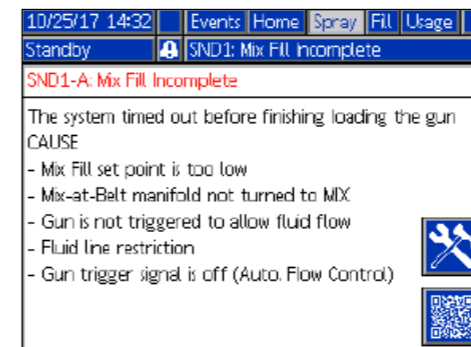 10/25/17 14:32 Events Home Spray Fill Usage
Standby SND1: Mix Fill Incomplete
SND1-A: Mix Fill Incomplete
The system timed out before finishing loading the gun
CAUSE
- Mix Fill set point is too low
- Mix-at-Belt manifold not turned to MIX
- Gun is not triggered to allow fluid flow
- Fluid line restriction
- Gun trigger signal is off (Auto, Flow Control)